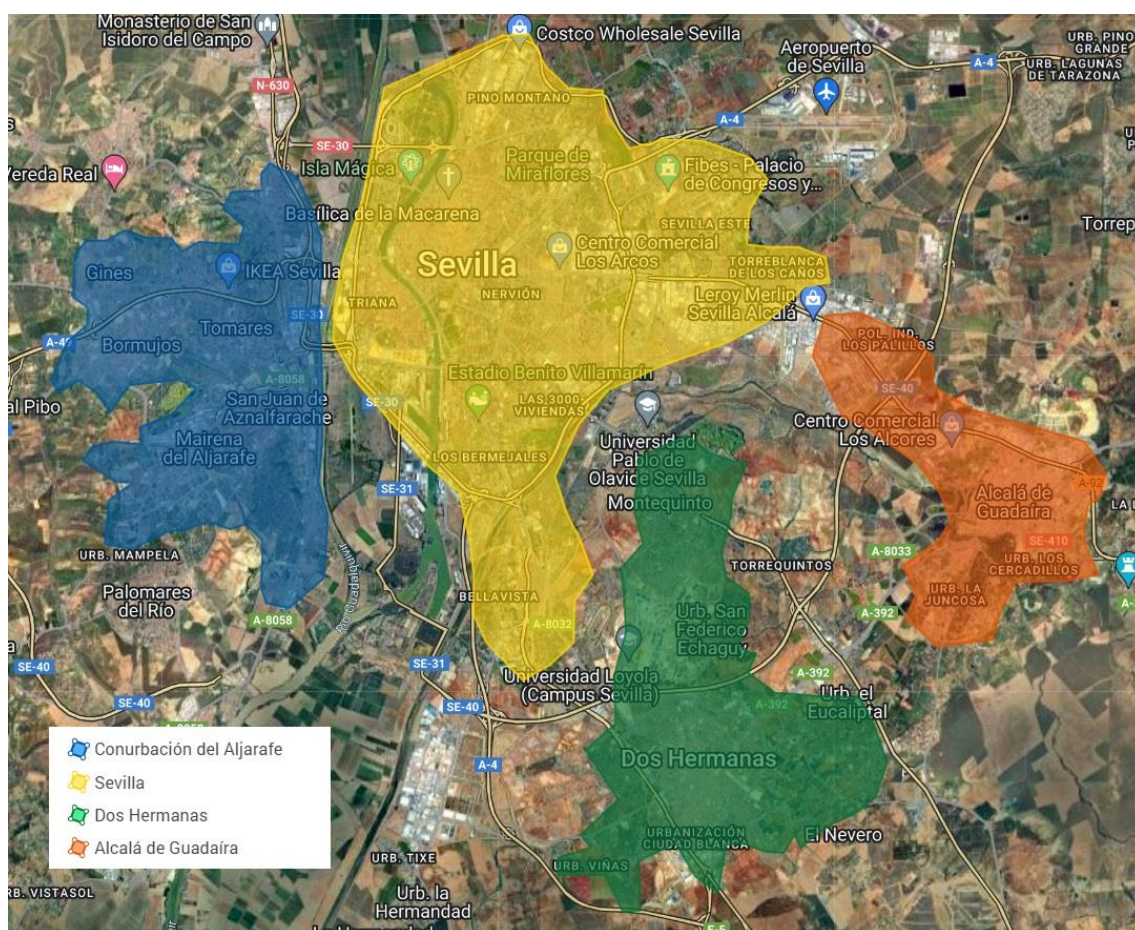 Monasterio de San
Isidoro del Campo
Costco Wholesale Sevilla
Aeropuerto
de Sevilla
A-4
URB. PINO
GRANDE
URB. LAGUNAS
DE TARAZONA
N-630
PINO MONTANO
A-4
SE-30
Isla Mágica
Parque de
Miraflores
Fibes - Palacio
de Congresos y...
Vereda Real
Basílica de la Macarena
SEVILLA ESTE
Torrep
Gines
IKEA Sevilla
Sevilla
Centro Comercial
Los Arcos
TORREBLANCA
DE LOS CAÑOS
NERVIÓN
TRIANA
SE-30
Leroy Merlin
Sevilla Alcalá
Tomares
Bormujos
A-49
POL. IND.
LOS PALILLOS
A-8058
Estadio Benito Villamarín
SE-40
San Juan de
Aznalfarache
SE-30
LAS 3000
VIVIENDAS
al Pibo
Centro Comercial
Los Alcores
Mairena
del Aljarafe
Universidad
Pablo de
Olavide Sevilla
LOS BERMEJALES
SE-31
Montequinto
Alcalá de
Guadaíra
A-92
LA
SE-410
URB. MAMPELA
A-8033
URB. LOS
CERCADILLOS
TORREQUINTOS
Palomares
del Río
Río Guadalquivir
BELLAVISTA
URB. LA
JUNCOSA
A-392
A-8058
A-8032
Urb. San
Federico
Echaguy
SE-40
SE-31
Universidad Loyola
(Campus Sevilla)
A-392
SE-40
SE-40
A-392
Urb. el
Eucaliptal
Conurbación del Aljarafe
Sevilla
Dos Hermanas
Alcalá de Guadaíra
A-4
Dos Hermanas
URBANIZACIÓN
CIUDAD BLANCA
El Nevero
URB. TIXE
URB. VIÑAS
RB. VISTASOL
Urb. la
Hermandad
E-5